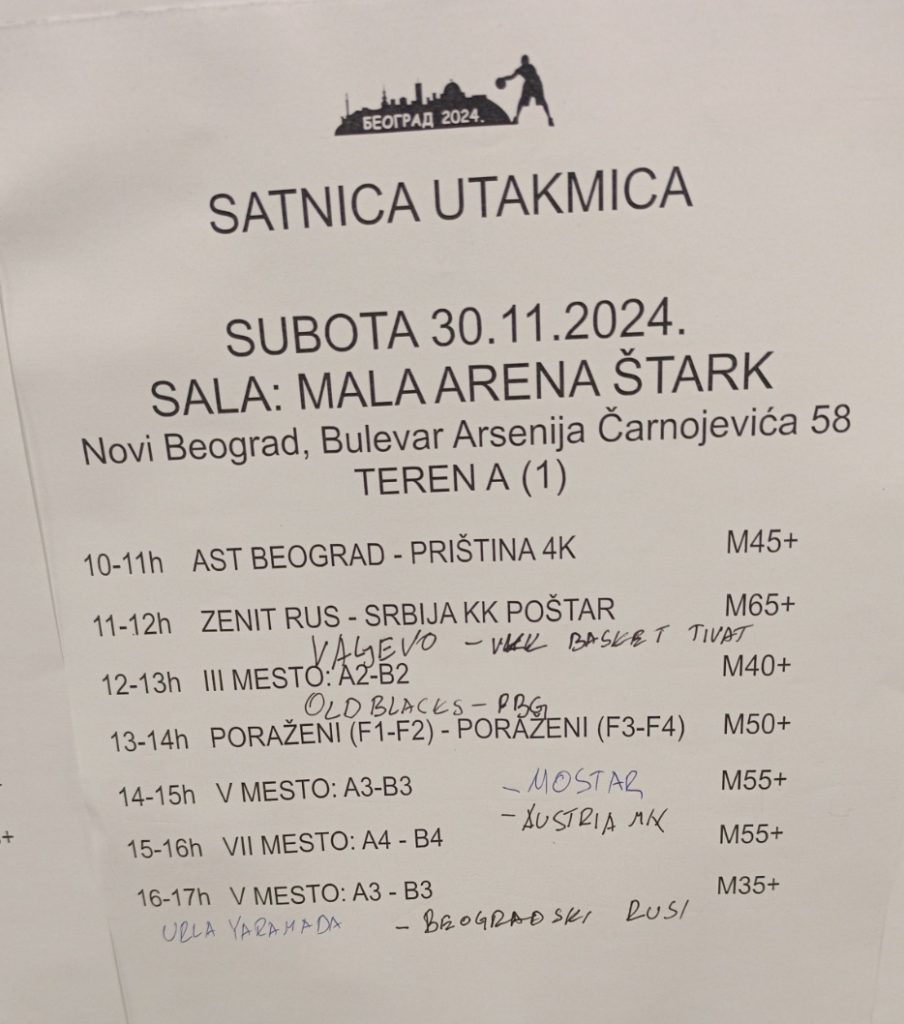 БЕОГРАД 2024.
SATNICA UTAKMICA
SUBOTA 30.11.2024.
SALA: MALA ARENA ŠTARK
Novi Beograd, Bulevar Arsenija Čarnojevića 58
TEREN A (1)
10-11h AST BEOGRAD - PRIŠTINA 4K M45+
11-12h ZENIT RUS - SRBIJA KK POŠTAR M65+
VALJEVO - VKK BASKET TIVAT
12-13h III MESTO: A2-B2 M40+
OLD BLACKS - PBG
13-14h PORAŽENI (F1-F2) - PORAŽENI (F3-F4) M50+
14-15h V MESTO: A3-B3 - MOSTAR M55+
- AUSTRIA MIX
15-16h VII MESTO: A4 - B4 M55+
16-17h V MESTO: A3 - B3 M35+
URLA YARAMADA - BEOGRADSKI RUSI